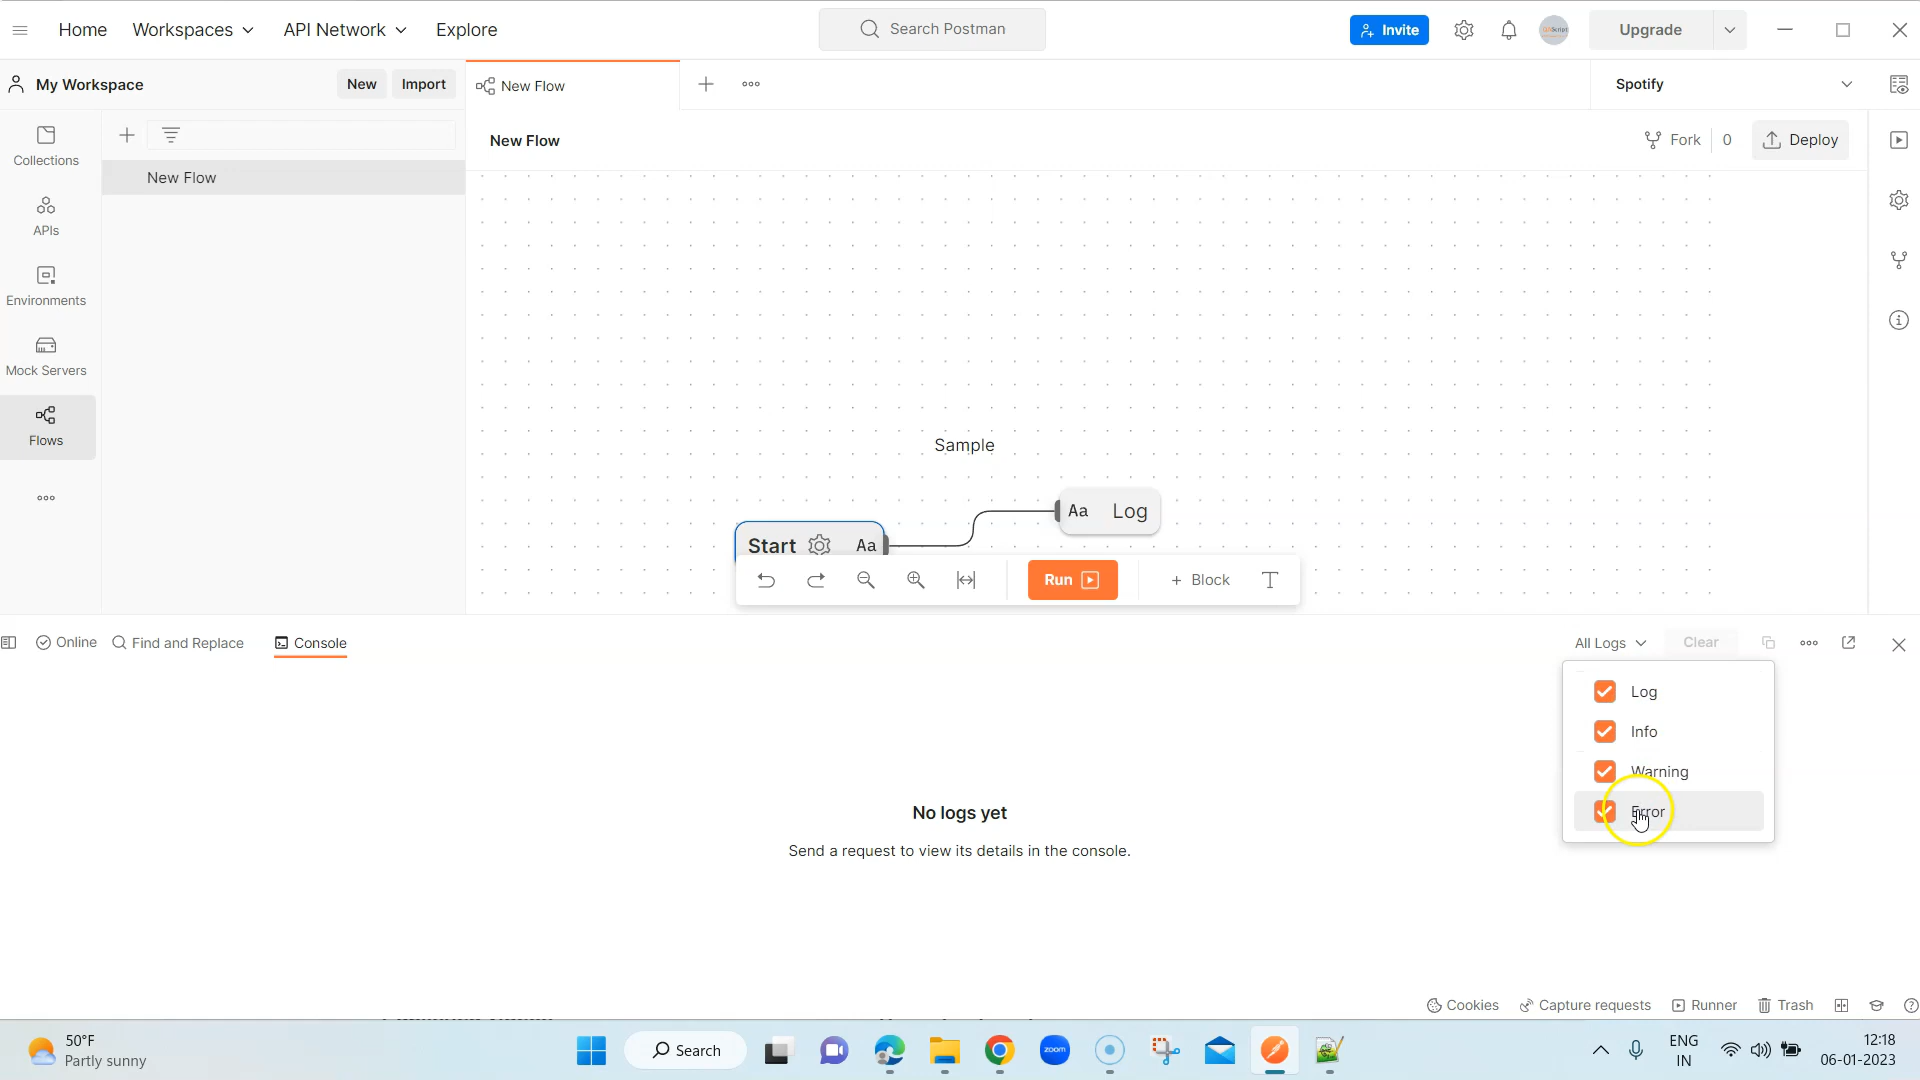 Home Workspaces API Network Explore Search Postman Invite Upgrade
My Workspace New Import New Flow Spotify
Collections
New Flow Fork 0 Deploy
New Flow
APIs
Environments
Mock Servers
Flows
Sample
Aa Log
Start Aa
Run + Block T
Online Find and Replace Console All Logs Clear
Log
Info
Warning
Error
No logs yet
Send a request to view its details in the console.
Cookies Capture requests Runner Trash
50°F
Partly sunny
Search
zoom
ENG
IN
12:18
06-01-2023